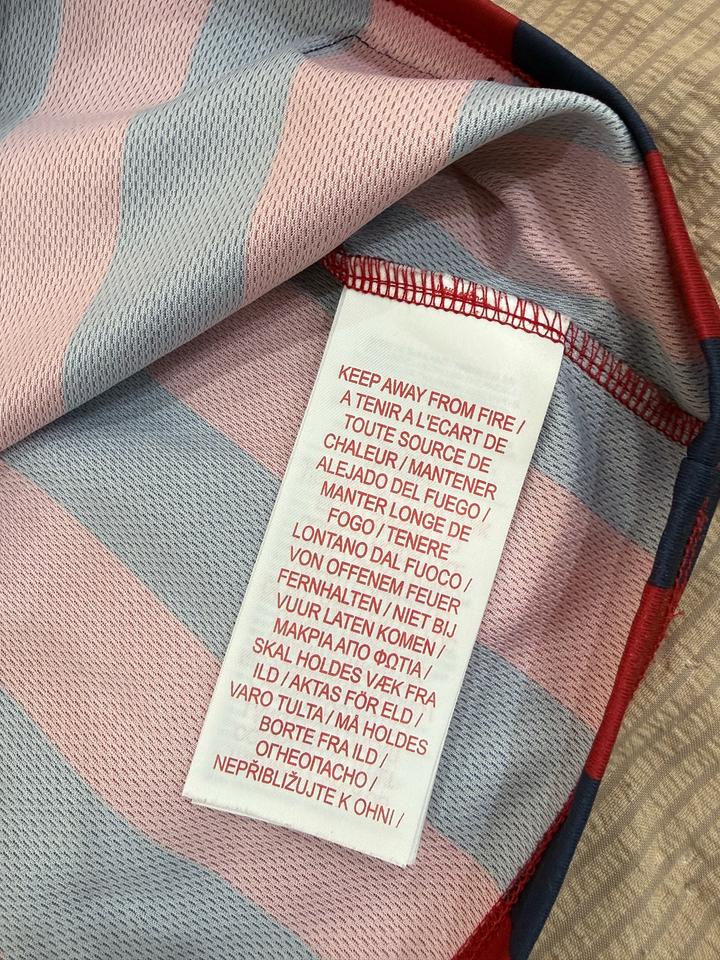 KEEP AWAY FROM FIRE /
A TENIR A L'ECART DE
TOUTE SOURCE DE
CHALEUR / MANTENER
ALEJADO DEL FUEGO /
MANTER LONGE DE
FOGO / TENERE
LONTANO DAL FUOCO /
VON OFFENEM FEUER
FERNHALTEN / NIET BIJ
VUUR LATEN KOMEN /
ΜΑΚΡΙΑ ΑΠΟ ΦΩΤΙΑ /
SKAL HOLDES VÆK FRA
ILD / AKTAS FÖR ELD /
VARO TULTA / MÅ HOLDES
BORTE FRA ILD /
ОГНЕОПАСНО /
NEPŘIBLIŽUJTE K OHNI /